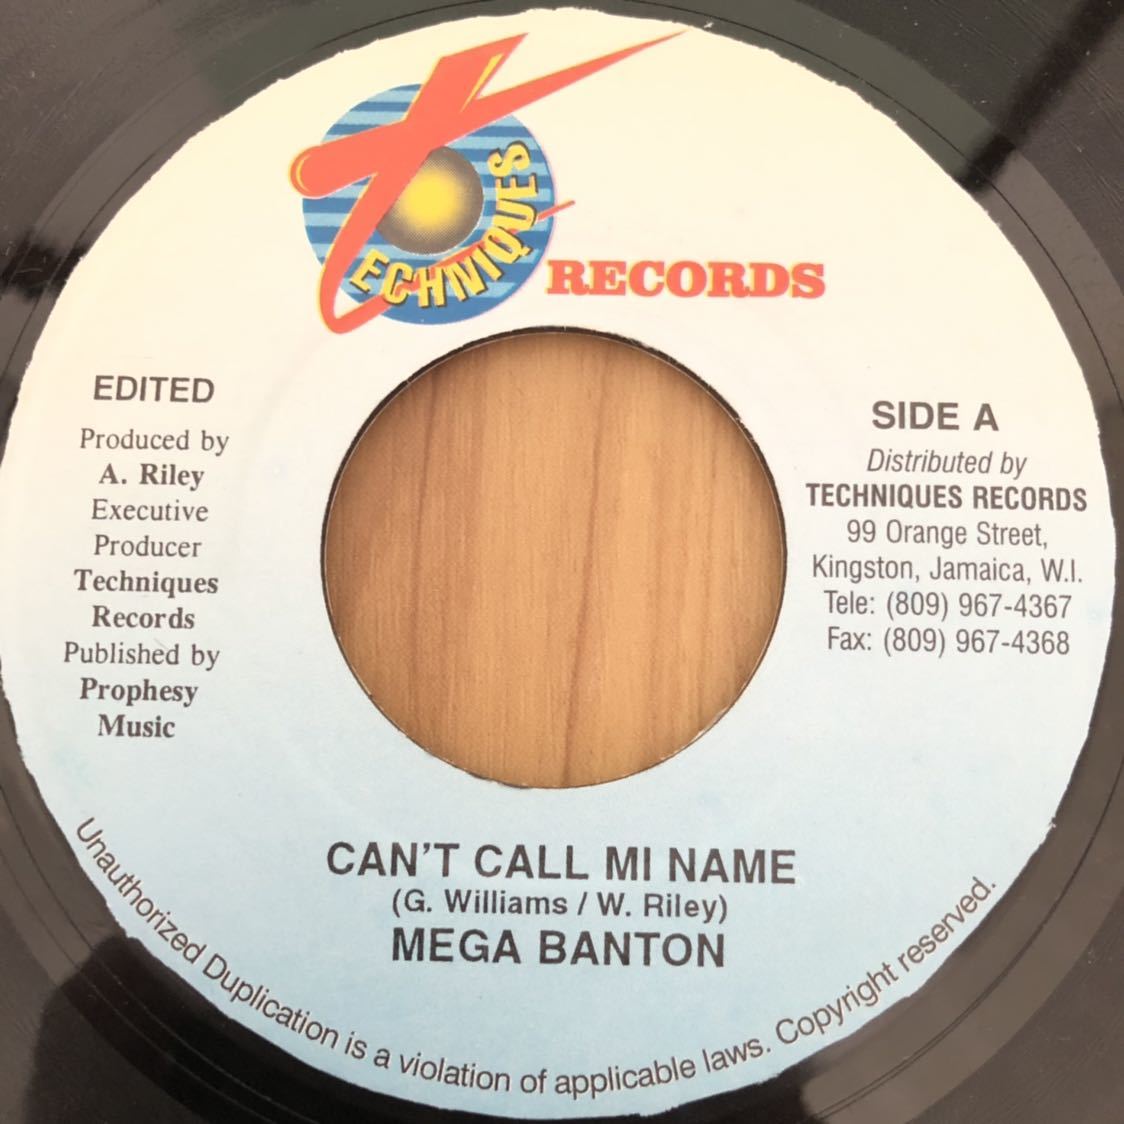 TECHNIQUES
RECORDS
EDITED
Produced by
A. Riley
Executive
Producer
Techniques
Records
Published by
Prophesy
Music
SIDE A
Distributed by
TECHNIQUES RECORDS
99 Orange Street,
Kingston, Jamaica, W.I.
Tele: (809) 967-4367
Fax: (809) 967-4368
CAN'T CALL MI NAME
(G. Williams / W. Riley)
MEGA BANTON
Unauthorized Duplication is a violation of applicable laws. Copyright reserved.